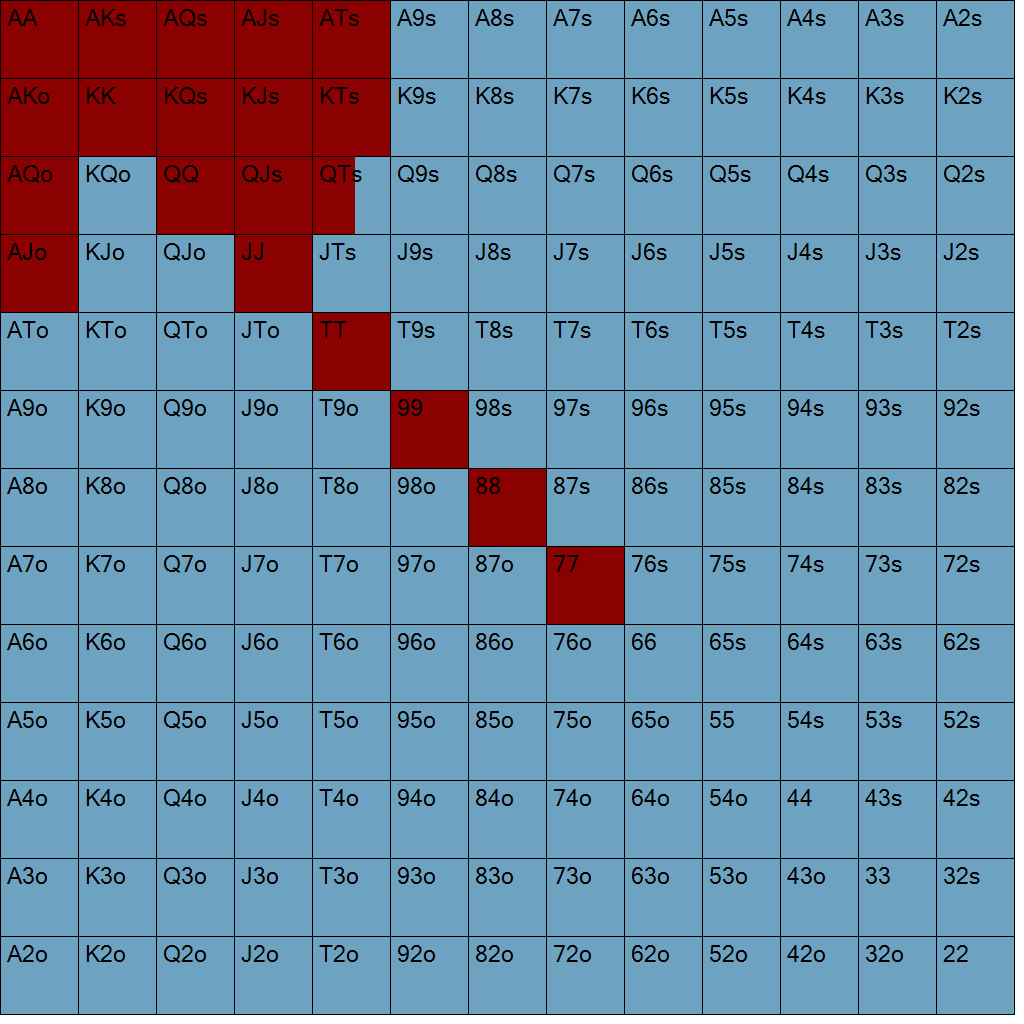 AA AKs AQs AJs ATs A9s A8s A7s A6s A5s A4s A3s A2s
AKo KK KQs KJs KTs K9s K8s K7s K6s K5s K4s K3s K2s
AQo KQo QQ QJs QTs Q9s Q8s Q7s Q6s Q5s Q4s Q3s Q2s
AJo KJo QJo JJ JTs J9s J8s J7s J6s J5s J4s J3s J2s
ATo KTo QTo JTo TT T9s T8s T7s T6s T5s T4s T3s T2s
A9o K9o Q9o J9o T9o 99 98s 97s 96s 95s 94s 93s 92s
A8o K8o Q8o J8o T8o 98o 88 87s 86s 85s 84s 83s 82s
A7o K7o Q7o J7o T7o 97o 87o 77 76s 75s 74s 73s 72s
A6o K6o Q6o J6o T6o 96o 86o 76o 66 65s 64s 63s 62s
A5o K5o Q5o J5o T5o 95o 85o 75o 65o 55 54s 53s 52s
A4o K4o Q4o J4o T4o 94o 84o 74o 64o 54o 44 43s 42s
A3o K3o Q3o J3o T3o 93o 83o 73o 63o 53o 43o 33 32s
A2o K2o Q2o J2o T2o 92o 82o 72o 62o 52o 42o 32o 22